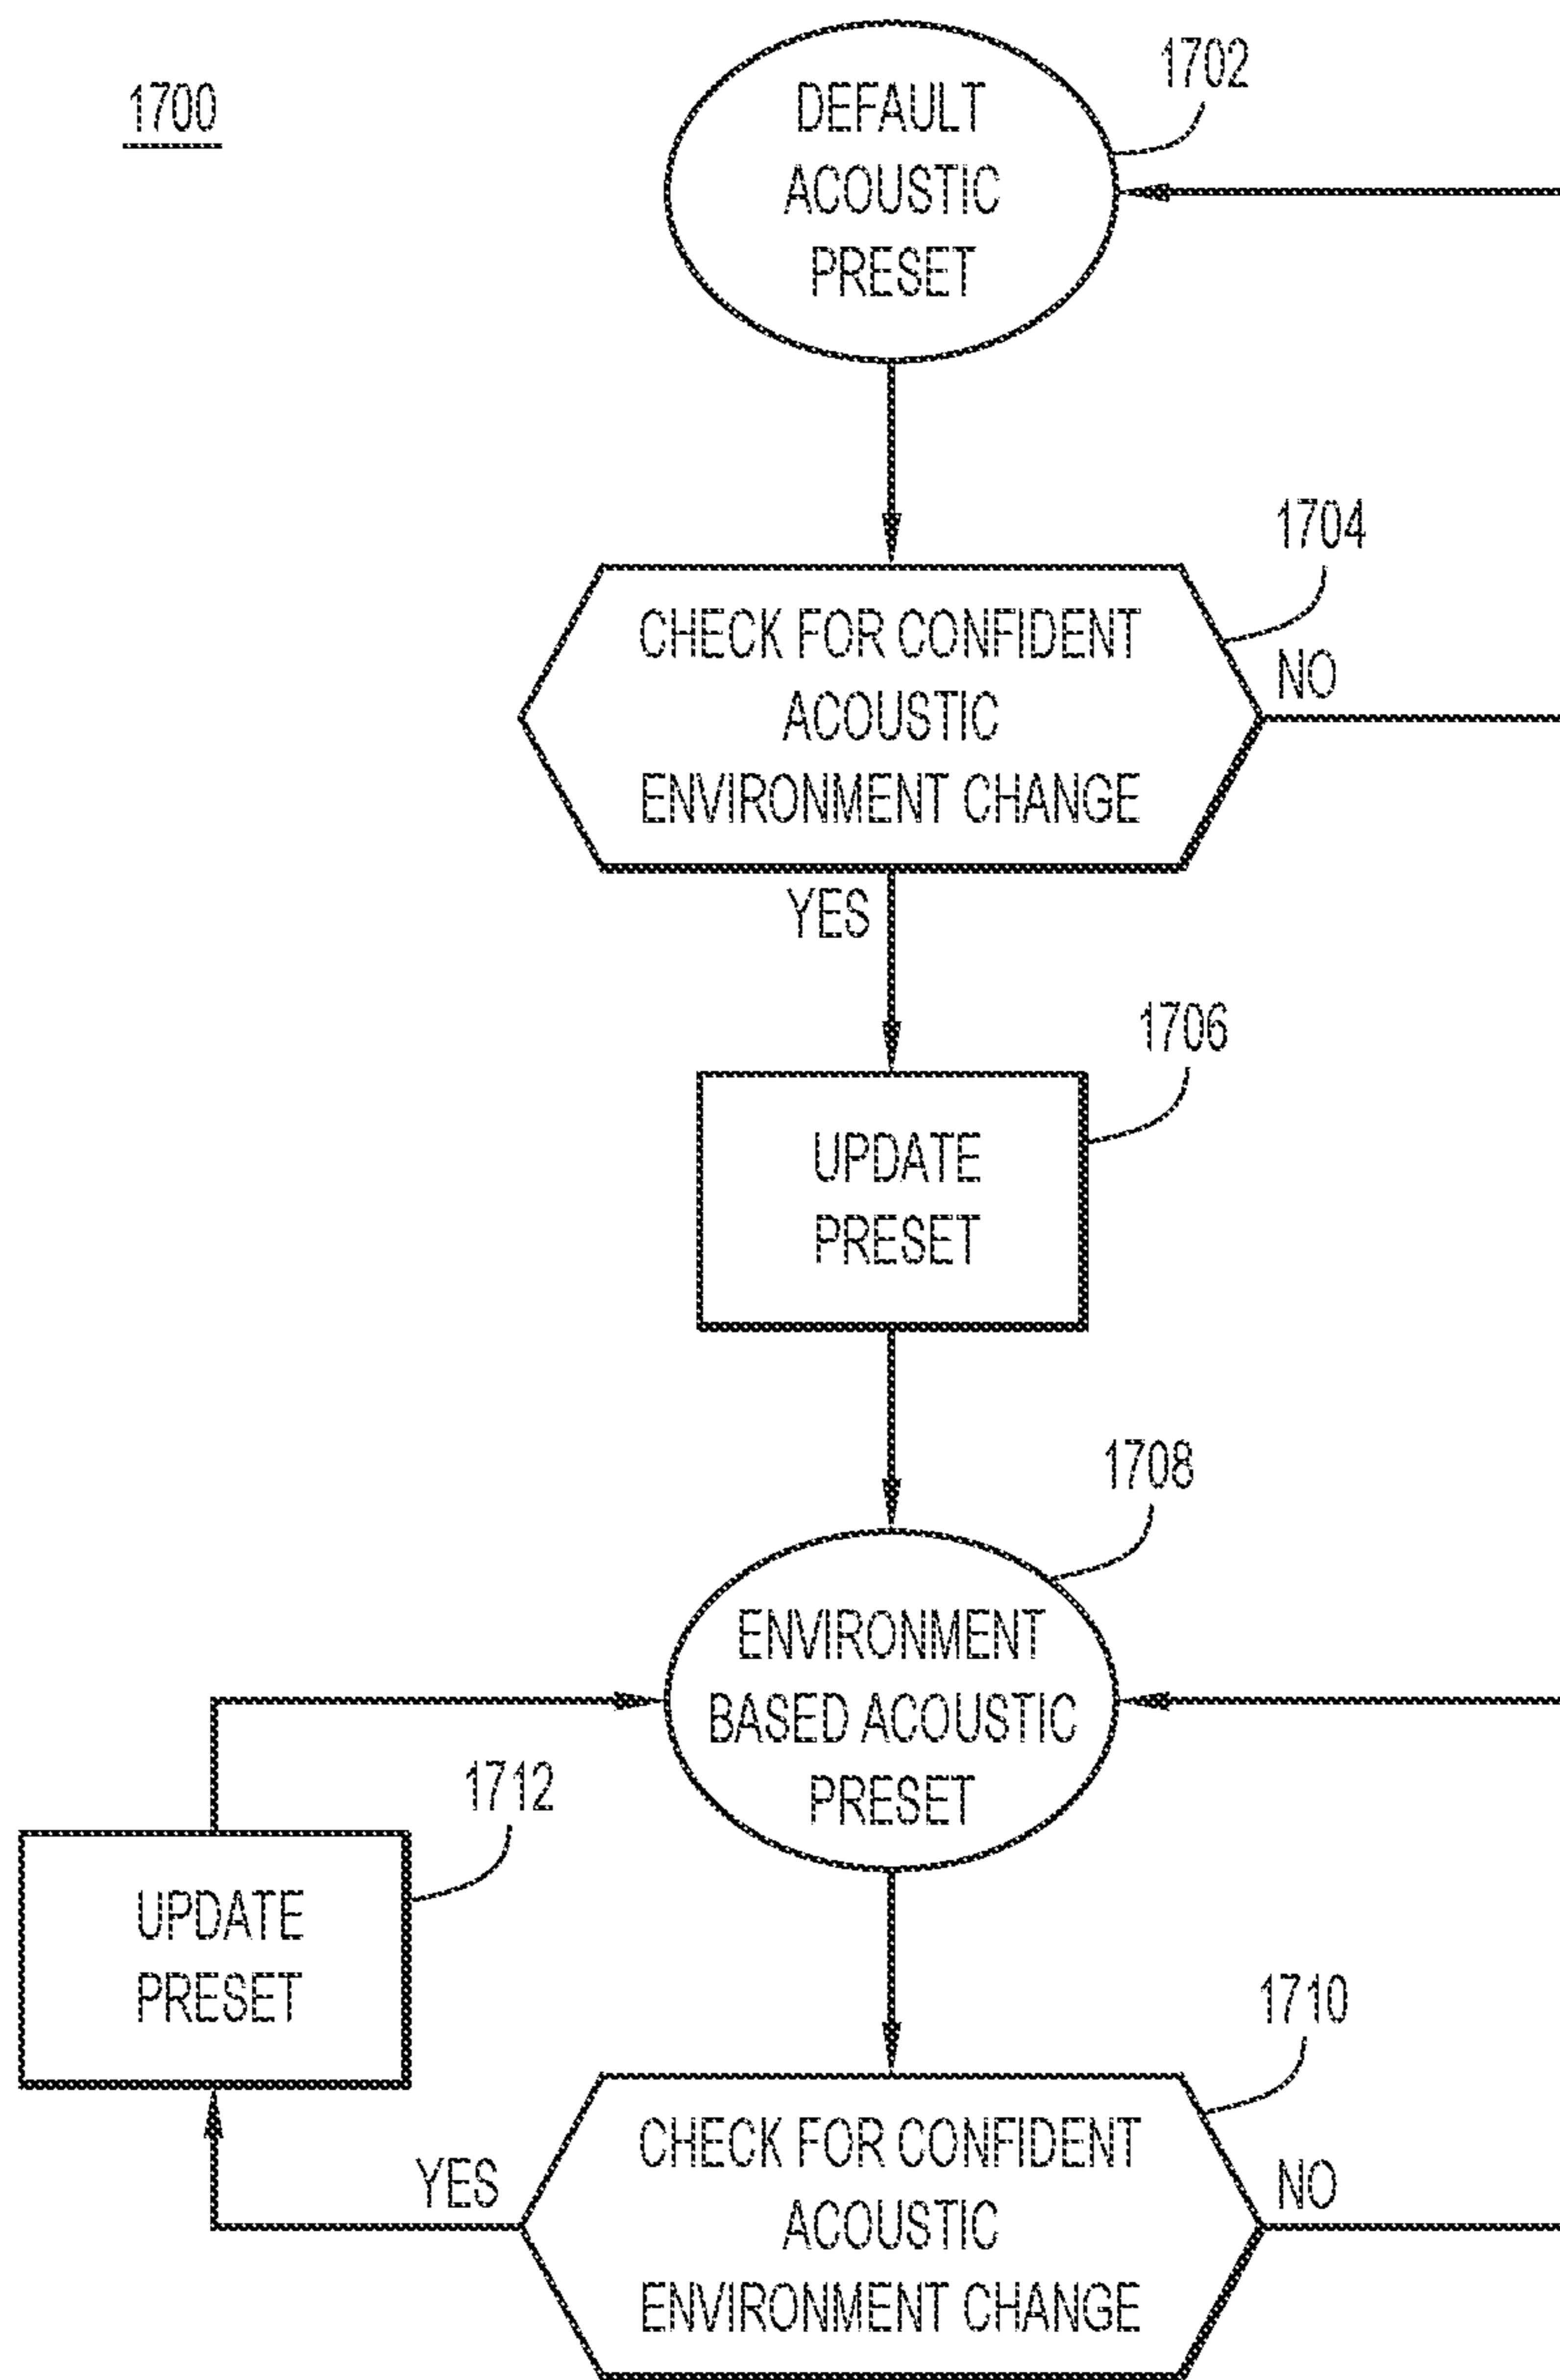 1700
1702
DEFAULT
ACOUSTIC
PRESET
1704
CHECK FOR CONFIDENT
ACOUSTIC
ENVIRONMENT CHANGE
NO
YES
1706
UPDATE
PRESET
1708
ENVIRONMENT
BASED ACOUSTIC
PRESET
1712
UPDATE
PRESET
1710
CHECK FOR CONFIDENT
ACOUSTIC
ENVIRONMENT CHANGE
YES
NO